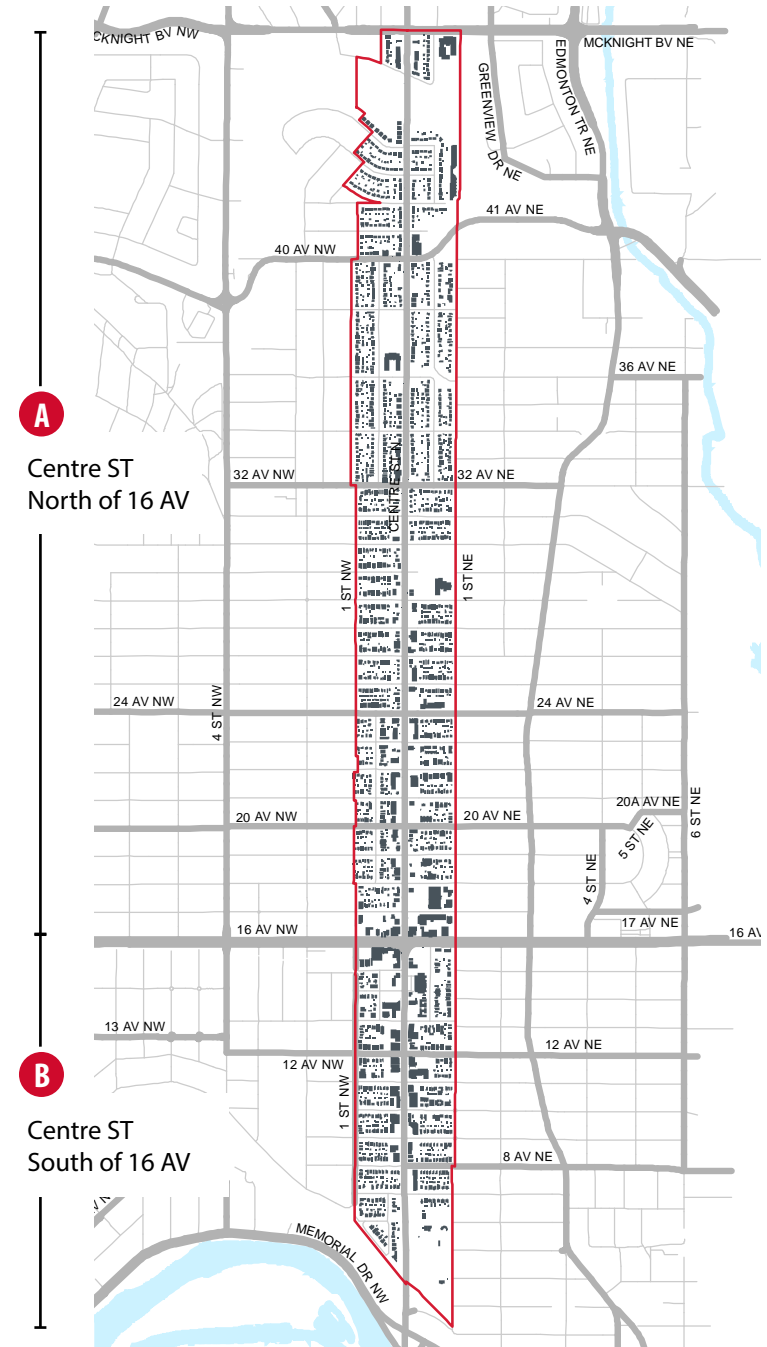 CKNIGHT BV NW
MCKNIGHT BV NE
GREENVIEW DR NE
EDMONTON TR NE
41 AV NE
40 AV NW
36 AV NE
A
Centre ST
North of 16 AV
32 AV NW
CENTRE ST N
32 AV NE
1 ST NW
1 ST NE
24 AV NW
4 ST NW
24 AV NE
20A AV NE
6 ST NE
20 AV NW
20 AV NE
5 ST NE
4 ST NE
17 AV NE
16 AV NW
16 AV
13 AV NW
12 AV NE
12 AV NW
B
1 ST NW
Centre ST
South of 16 AV
8 AV NE
MEMORIAL DR NW